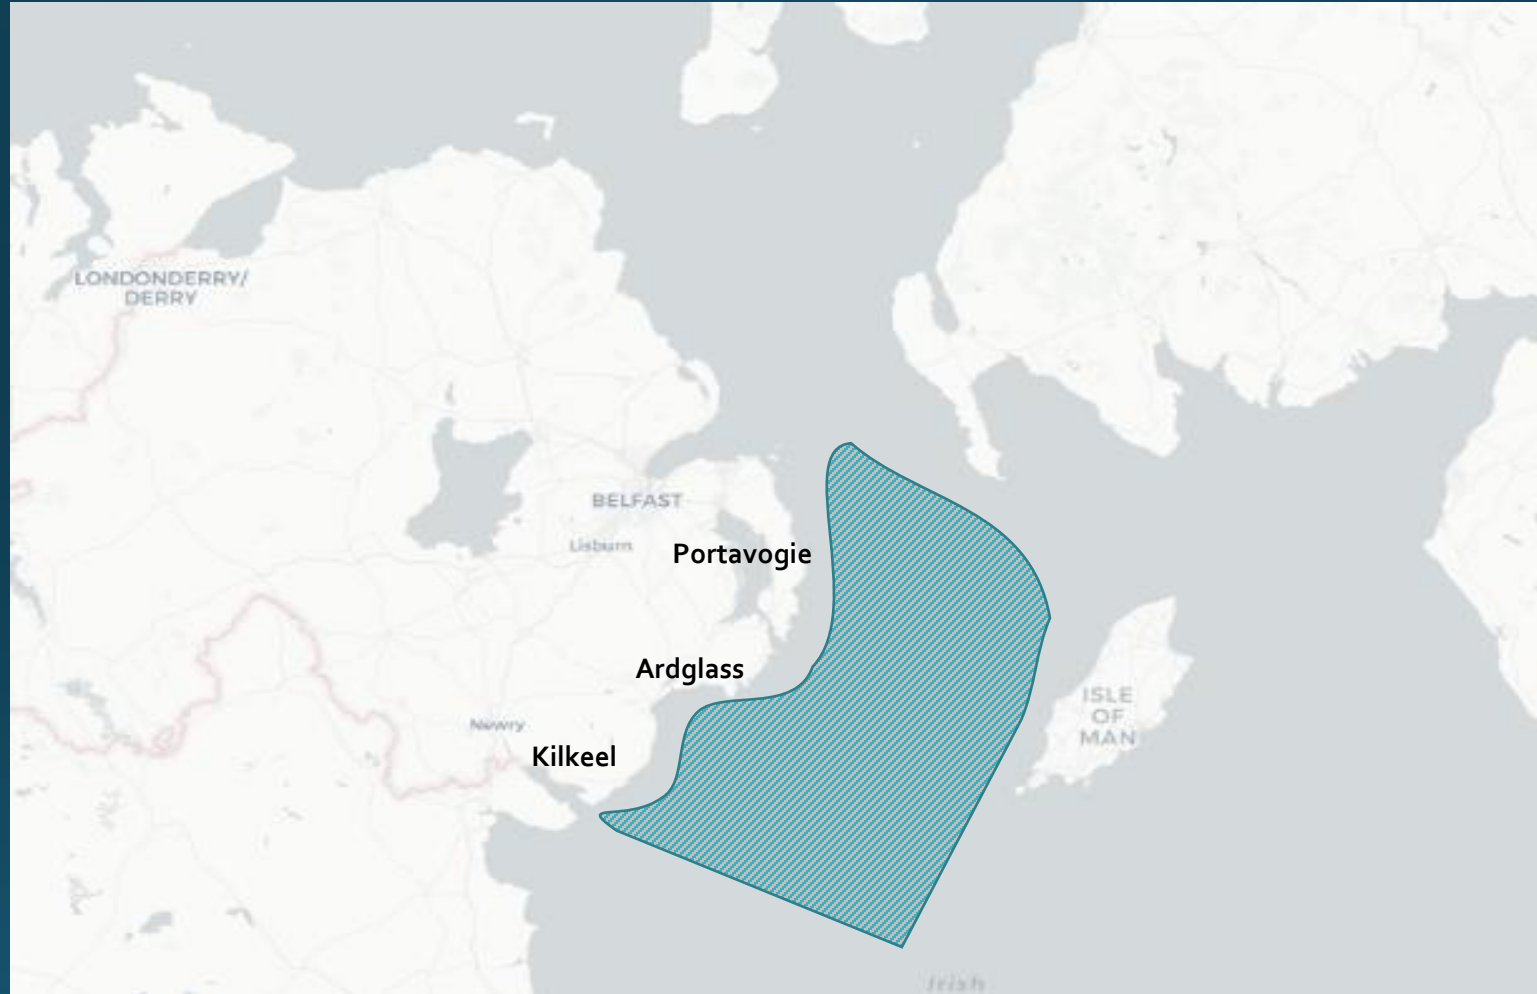 LONDONDERRY/
DERRY
BELFAST
Lisburn
Portavogie
Ardglass
ISLE
OF
MAN
Newry
Kilkeel
Irish